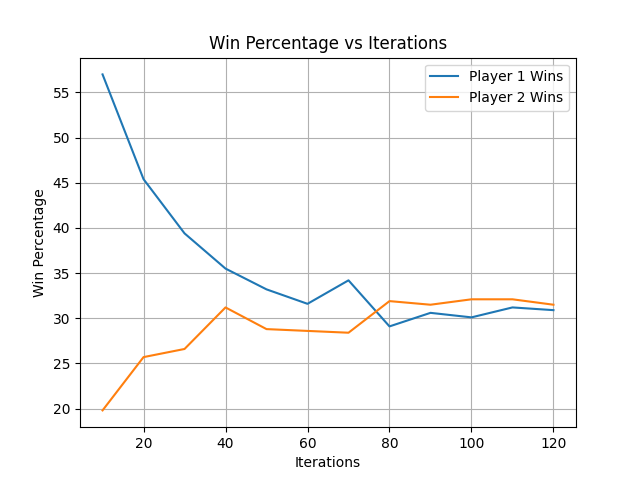 Win Percentage vs Iterations
Player 1 Wins
Player 2 Wins
Win Percentage
55
50
45
40
35
30
25
20
20 40 60 80 100 120
Iterations